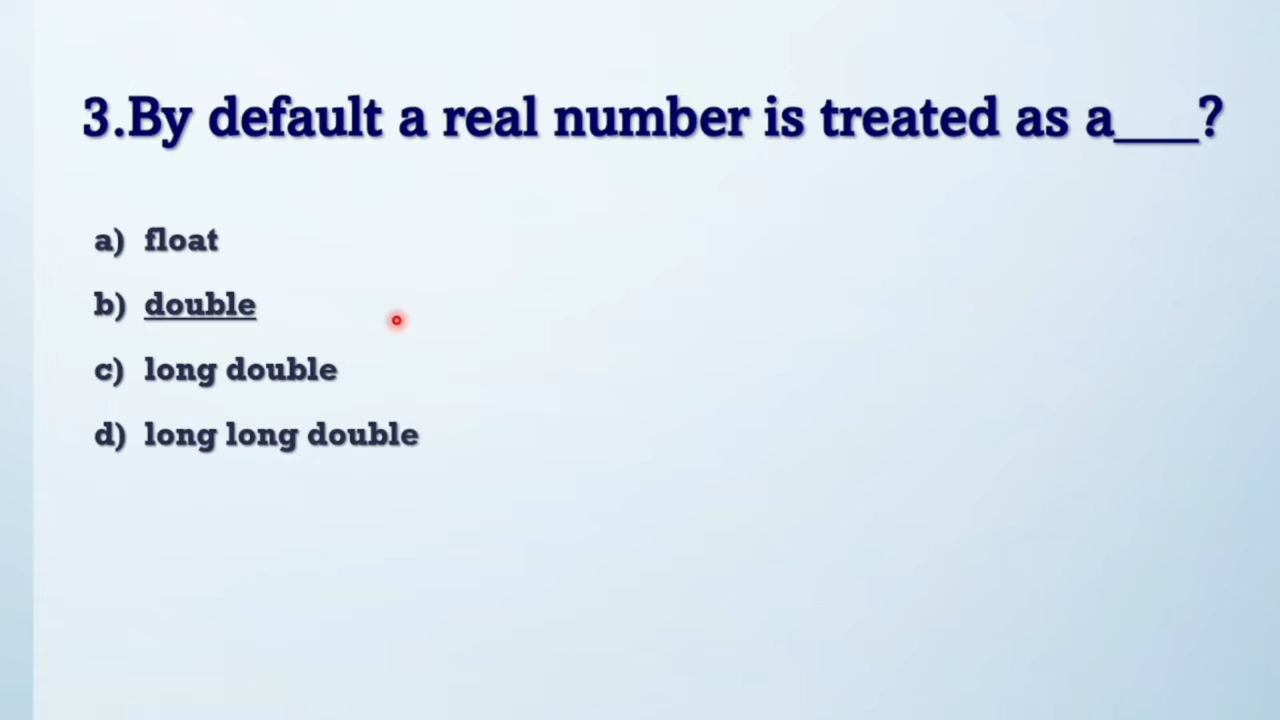 3.By default a real number is treated as a___?
a) float
b) double
c) long double
d) long long double